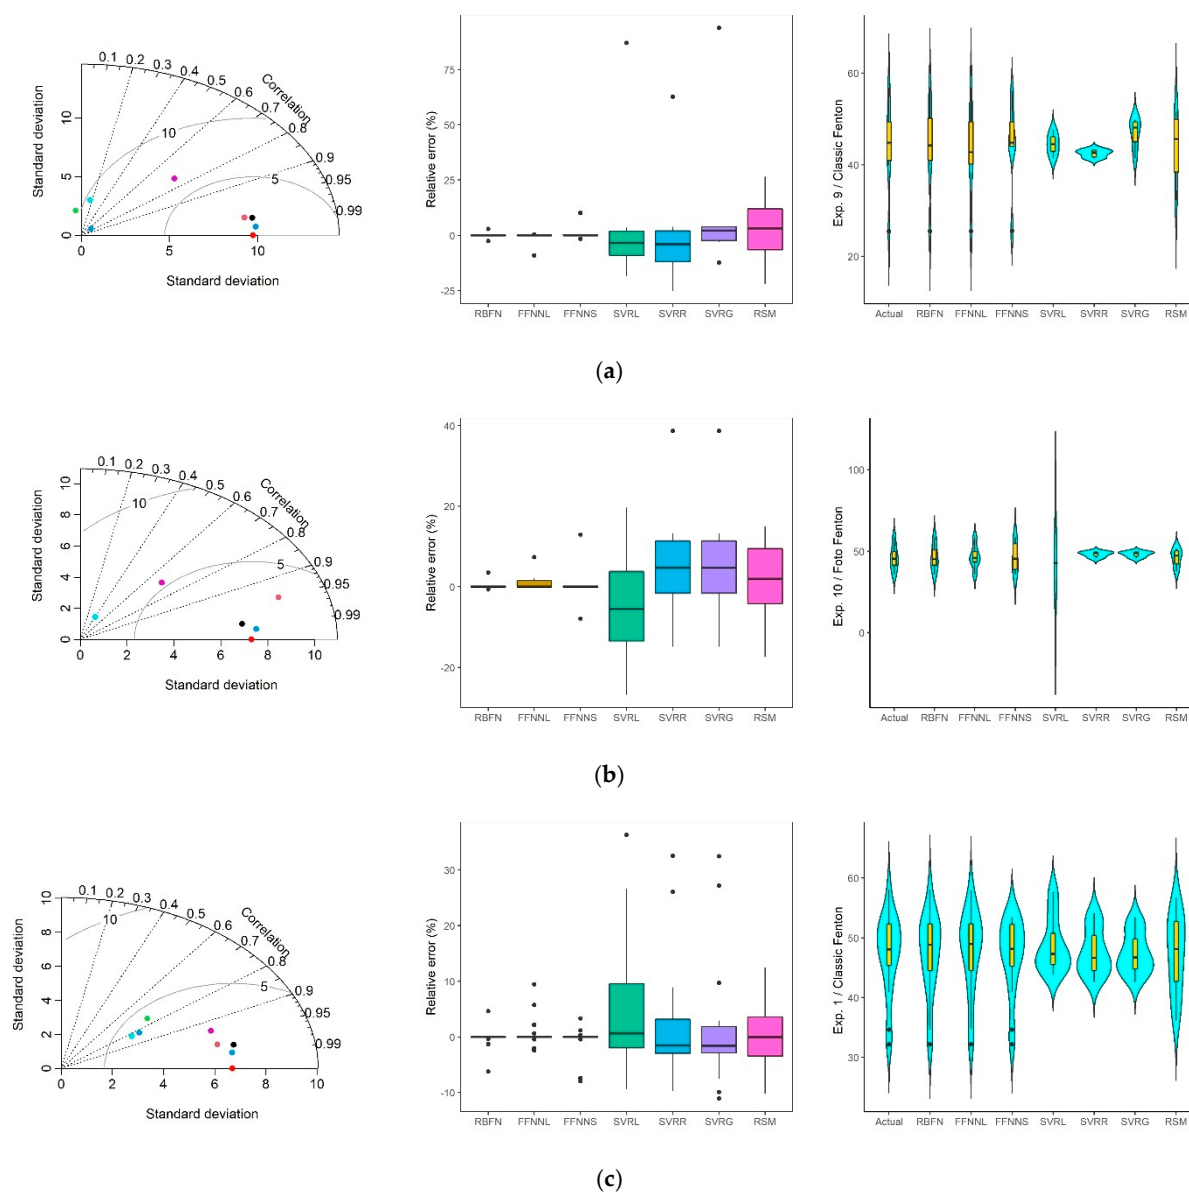 0.1 0.2 0.3 0.4 0.5 0.6 0.7 0.8 0.9 0.95 0.99
Correlation
10
5
Standard deviation
10
5
0
0 5 10
Standard deviation
Relative error (%)
75
50
25
0
-25
RBFN FFNNL FFNNS SVRL SVRR SVRG RSM
Exp. 9 / Classic Fenton
60
40
20
Actual RBFN FFNNL FFNNS SVRL SVRR SVRG RSM
(a)
0.1 0.2 0.3 0.4 0.5 0.6 0.7 0.8 0.9 0.95 0.99
Correlation
10
5
Standard deviation
10
8
6
4
2
0
0 2 4 6 8 10
Standard deviation
Relative error (%)
40
20
0
-20
RBFN FFNNL FFNNS SVRL SVRR SVRG RSM
Exp. 10 / Foto Fenton
100
50
0
Actual RBFN FFNNL FFNNS SVRL SVRR SVRG RSM
(b)
0.1 0.2 0.3 0.4 0.5 0.6 0.7 0.8 0.9 0.95 0.99
Correlation
10
5
Standard deviation
10
8
6
4
2
0
0 2 4 6 8 10
Standard deviation
Relative error (%)
30
20
10
0
-10
RBFN FFNNL FFNNS SVRL SVRR SVRG RSM
Exp. 1 / Classic Fenton
60
50
40
30
Actual RBFN FFNNL FFNNS SVRL SVRR SVRG RSM
(c)